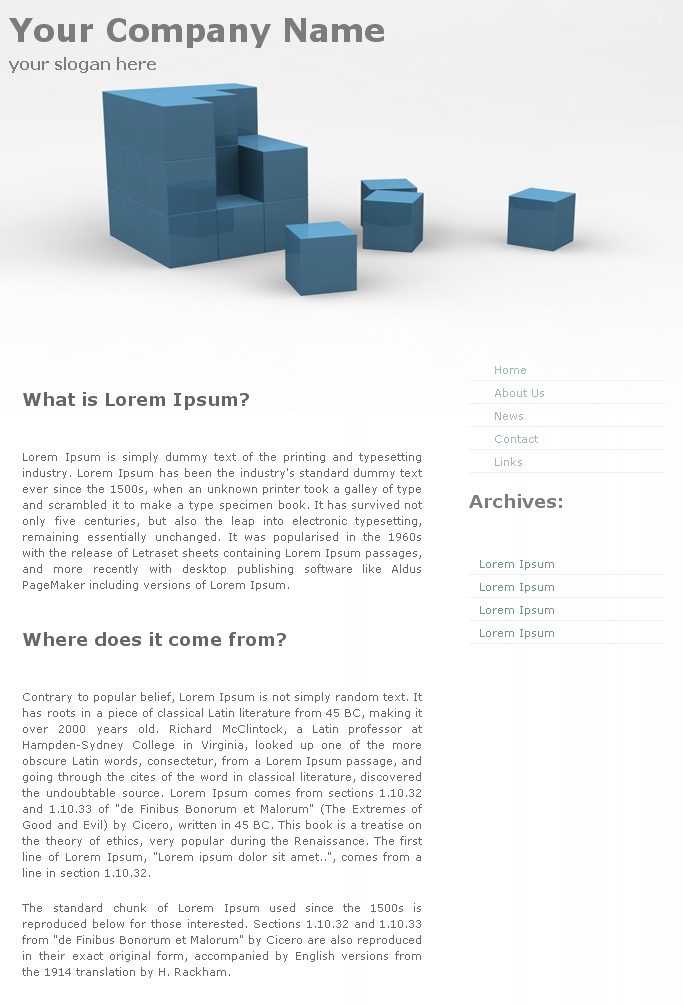 Your Company Name
your slogan here
Home
About Us
News
Contact
Links
What is Lorem Ipsum?
Lorem Ipsum is simply dummy text of the printing and typesetting
industry. Lorem Ipsum has been the industry's standard dummy text
ever since the 1500s, when an unknown printer took a galley of type
and scrambled it to make a type specimen book. It has survived not
only five centuries, but also the leap into electronic typesetting,
remaining essentially unchanged. It was popularised in the 1960s
with the release of Letraset sheets containing Lorem Ipsum passages,
and more recently with desktop publishing software like Aldus
PageMaker including versions of Lorem Ipsum.
Where does it come from?
Contrary to popular belief, Lorem Ipsum is not simply random text. It
has roots in a piece of classical Latin literature from 45 BC, making it
over 2000 years old. Richard McClintock, a Latin professor at
Hampden-Sydney College in Virginia, looked up one of the more
obscure Latin words, consectetur, from a Lorem Ipsum passage, and
going through the cites of the word in classical literature, discovered
the undoubtable source. Lorem Ipsum comes from sections 1.10.32
and 1.10.33 of "de Finibus Bonorum et Malorum" (The Extremes of
Good and Evil) by Cicero, written in 45 BC. This book is a treatise on
the theory of ethics, very popular during the Renaissance. The first
line of Lorem Ipsum, "Lorem ipsum dolor sit amet..", comes from a
line in section 1.10.32.
The standard chunk of Lorem Ipsum used since the 1500s is
reproduced below for those interested. Sections 1.10.32 and 1.10.33
from "de Finibus Bonorum et Malorum" by Cicero are also reproduced
in their exact original form, accompanied by English versions from
the 1914 translation by H. Rackham.
Archives:
Lorem Ipsum
Lorem Ipsum
Lorem Ipsum
Lorem Ipsum